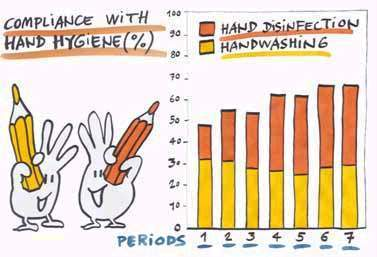 COMPLIANCE WITH
HAND HYGIENE (%)
HAND DISINFECTION
HANDWASHING
100
90
80
70
60
50
40
30
20
10
0
PERIODS 1 2 3 4 5 6 7